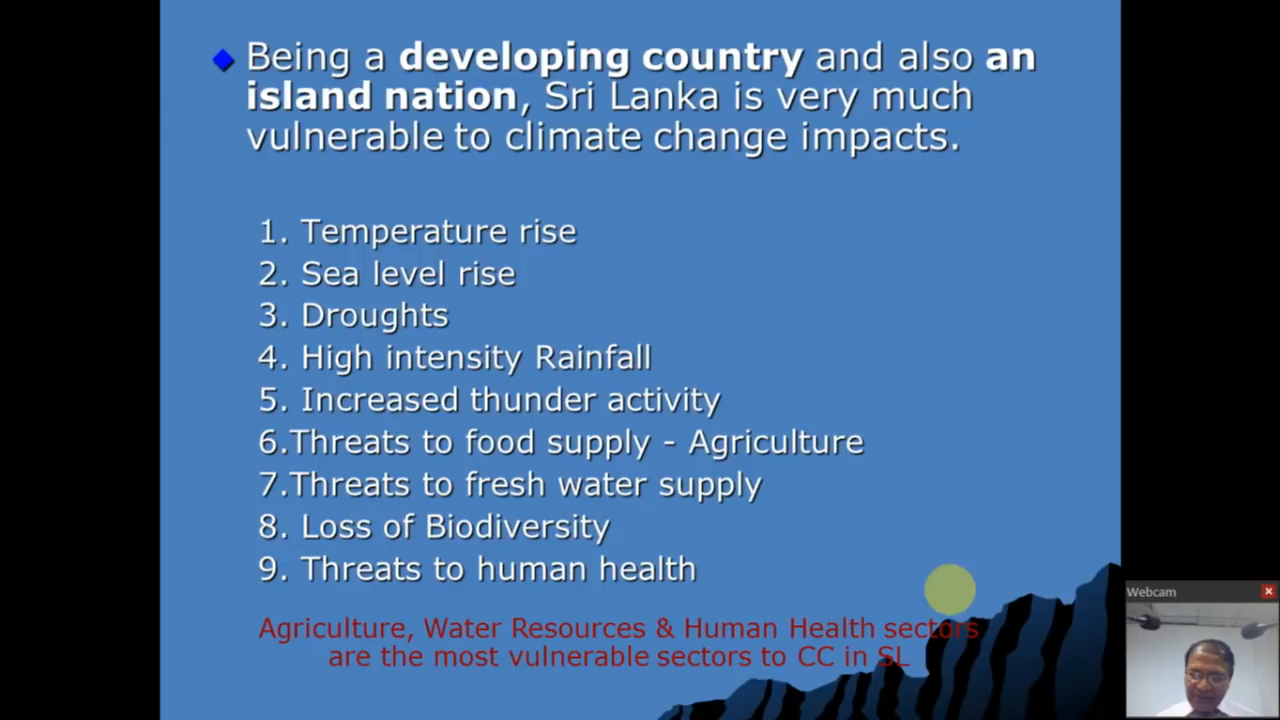 Being a developing country and also an
island nation, Sri Lanka is very much
vulnerable to climate change impacts.
1. Temperature rise
2. Sea level rise
3. Droughts
4. High intensity Rainfall
5. Increased thunder activity
6.Threats to food supply - Agriculture
7.Threats to fresh water supply
8. Loss of Biodiversity
9. Threats to human health
Agriculture, Water Resources & Human Health sectors
are the most vulnerable sectors to CC in SL
Webcam